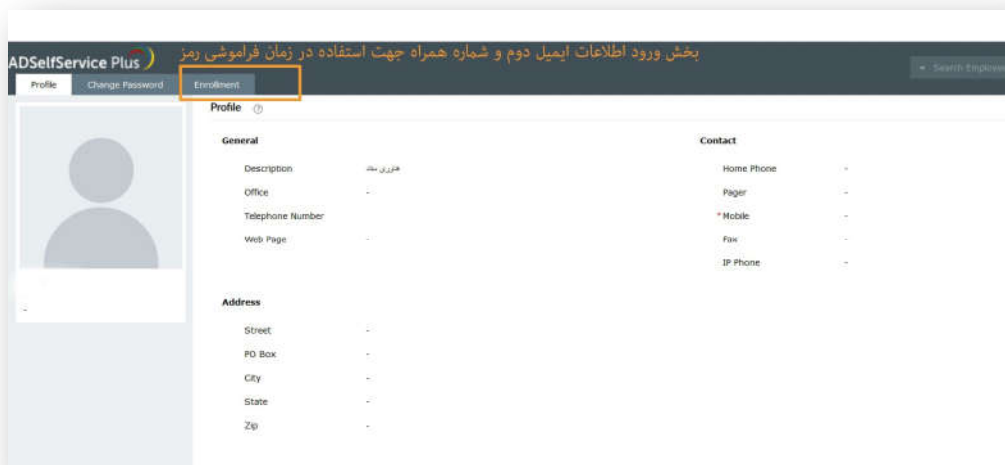 بخش ورود اطلاعات ایمیل دوم و شماره همراه جهت استفاده در زمان فراموشی رمز
ADSelfService Plus
Search Employee
Profile
Change Password
Enrollment
Profile
General
Description
Office -
Telephone Number
Web Page -
Contact
Home Phone -
Pager -
* Mobile -
Fax -
IP Phone -
Address
Street -
PO Box -
City -
State -
Zip -
-